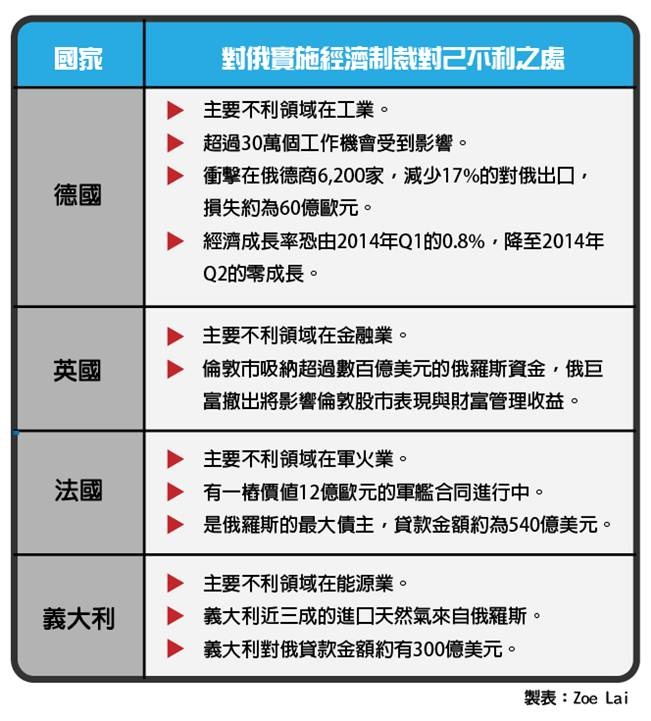 國家
對俄實施經濟制裁對己不利之處
德國
▶ 主要不利領域在工業。
▶ 超過30萬個工作機會受到影響。
▶ 衝擊在俄德商6,200家，減少17%的對俄出口，
損失約為60億歐元。
▶ 經濟成長率恐由2014年Q1的0.8%，降至2014年
Q2的零成長。
英國
▶ 主要不利領域在金融業。
▶ 倫敦市吸納超過數百億美元的俄羅斯資金，俄巨
富撤出將影響倫敦股市表現與財富管理收益。
法國
▶ 主要不利領域在軍火業。
▶ 有一樁價值12億歐元的軍艦合同進行中。
▶ 是俄羅斯的最大債主，貸款金額約為540億美元。
義大利
▶ 主要不利領域在能源業。
▶ 義大利近三成的進口天然氣來自俄羅斯。
▶ 義大利對俄貸款金額約有300億美元。
製表：Zoe Lai